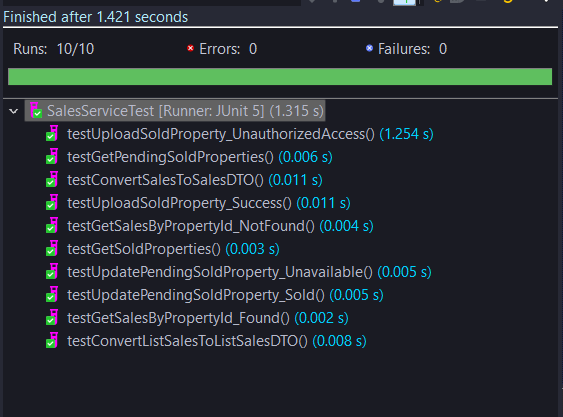 Finished after 1.421 seconds
Runs: 10/10 Errors: 0 Failures: 0
SalesServiceTest [Runner: JUnit 5] (1.315 s)
testUploadSoldProperty_UnauthorizedAccess() (1.254 s)
testGetPendingSoldProperties() (0.006 s)
testConvertSalesToSalesDTO() (0.011 s)
testUploadSoldProperty_Success() (0.011 s)
testGetSalesByPropertyId_NotFound() (0.004 s)
testGetSoldProperties() (0.003 s)
testUpdatePendingSoldProperty_Unavailable() (0.005 s)
testUpdatePendingSoldProperty_Sold() (0.005 s)
testGetSalesByPropertyId_Found() (0.002 s)
testConvertListSalesToListSalesDTO() (0.008 s)